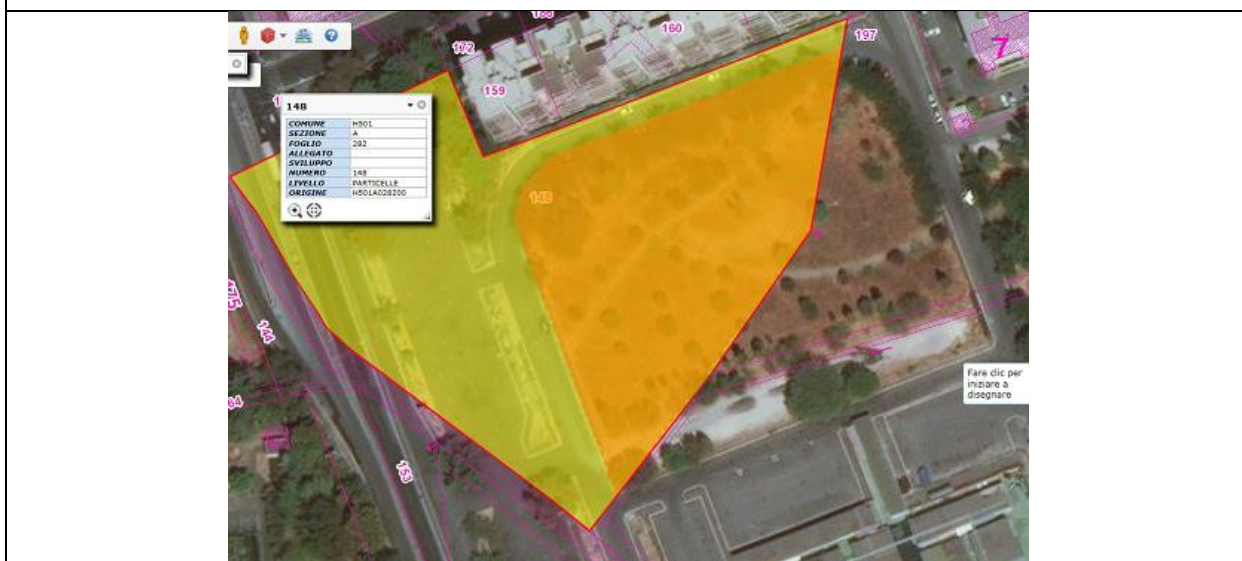 160
172
197
7
159
148
COMUNE H501
SEZIONE A
FOGLIO 282
ALLEGATO
SVILUPPO
NUMERO 148
LIVELLO PARTICELLE
ORIGINE H501A028200
148
144
153
Fare clic per
iniziare a
disegnare